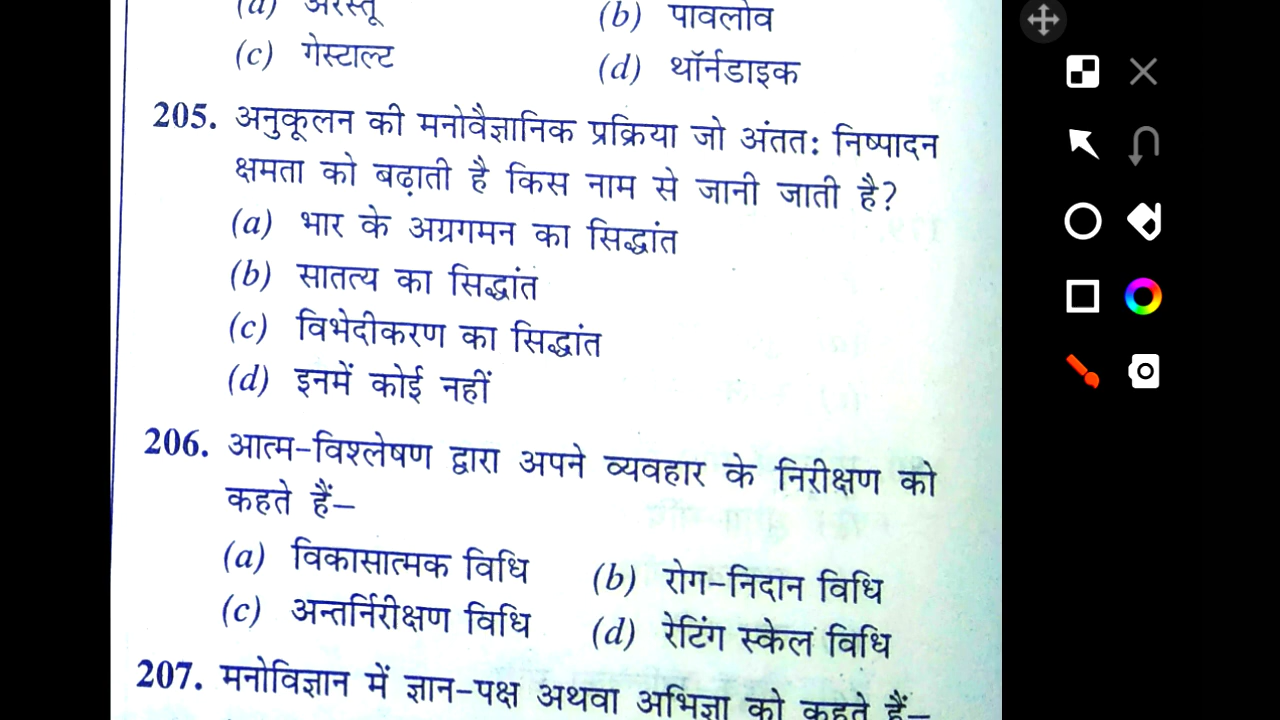 (a) अरस्तू (b) पावलोव
(c) गेस्टाल्ट (d) थॉर्नडाइक
205. अनुकूलन की मनोवैज्ञानिक प्रक्रिया जो अंतत: निष्पादन
क्षमता को बढ़ाती है किस नाम से जानी जाती है?
(a) भार के अग्रगमन का सिद्धांत
(b) सातत्य का सिद्धांत
(c) विभेदीकरण का सिद्धांत
(d) इनमें कोई नहीं
206. आत्म-विश्लेषण द्वारा अपने व्यवहार के निरीक्षण को
कहते हैं–
(a) विकासात्मक विधि (b) रोग-निदान विधि
(c) अन्तर्निरीक्षण विधि (d) रेटिंग स्केल विधि
207. मनोविज्ञान में ज्ञान-पक्ष अथवा अभिज्ञा को कहते हैं–